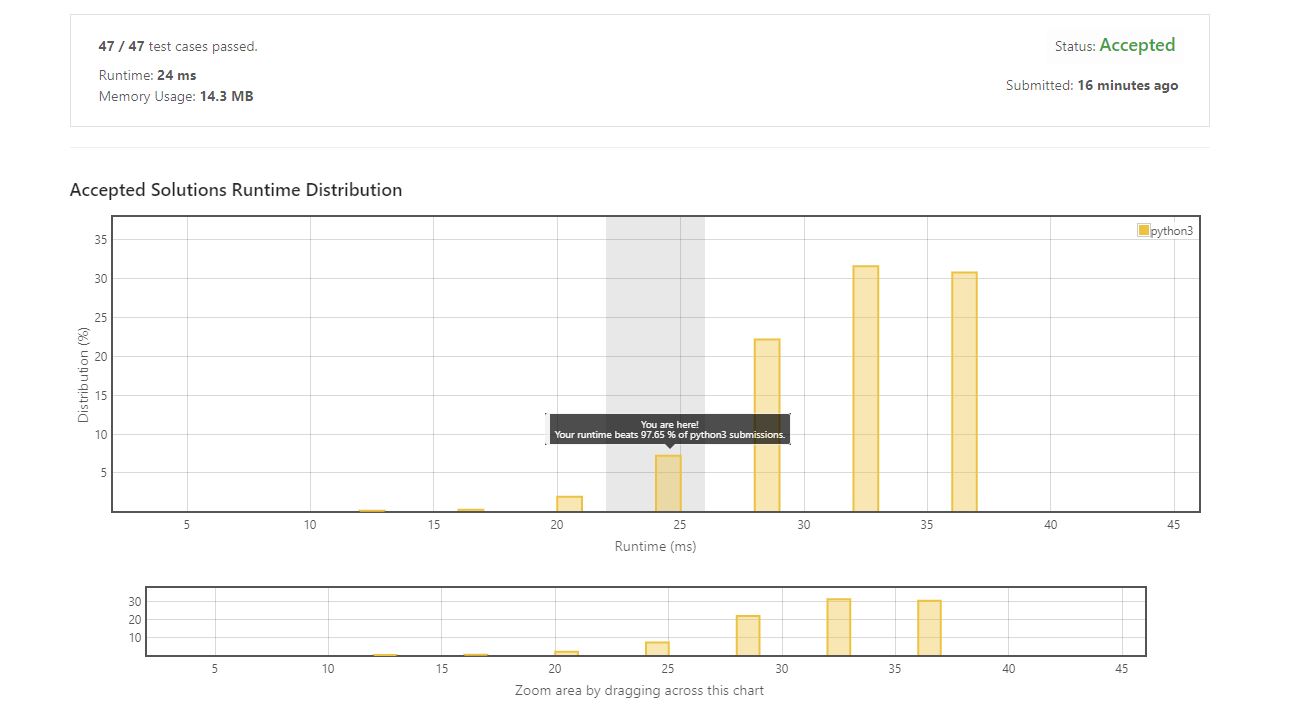 47 / 47 test cases passed.
Status: Accepted
Runtime: 24 ms
Submitted: 16 minutes ago
Memory Usage: 14.3 MB
Accepted Solutions Runtime Distribution
python3
Distribution (%)
35
30
25
20
15
10
5
You are here!
Your runtime beats 97.65 % of python3 submissions.
5 10 15 20 25 30 35 40 45
Runtime (ms)
30
20
10
5 10 15 20 25 30 35 40 45
Zoom area by dragging across this chart